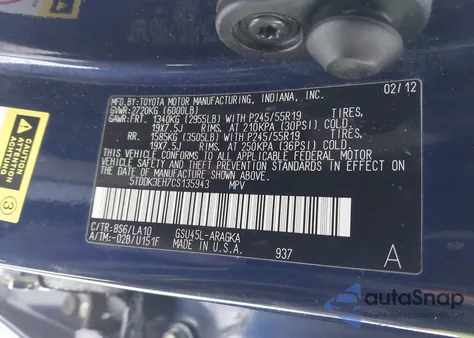 MFD. BY: TOYOTA MOTOR MANUFACTURING, INDIANA, INC. 02/12
GVWR: 2720KG (6000LB)
GAWR: FRT. 1340KG (2955LB) WITH P245/55R19 TIRES,
19X7.5J RIMS, AT 210KPA (30PSI) COLD
RR. 1585KG (3505LB) WITH P245/55R19 TIRES,
19X7.5J RIMS, AT 250KPA (36PSI) COLD
THIS VEHICLE CONFORMS TO ALL APPLICABLE FEDERAL MOTOR
VEHICLE SAFETY AND THEFT PREVENTION STANDARDS IN EFFECT
ON THE DATE OF MANUFACTURE SHOWN ABOVE.
5TDDK3EH7CS135943 MPV
C/TR: 8S6/LA10 GSU45L-ARAGKA
A/TM: -02B/U151F MADE IN U.S.A. 937 A
ATTENTION
ACHTUNG
3
autoSnap